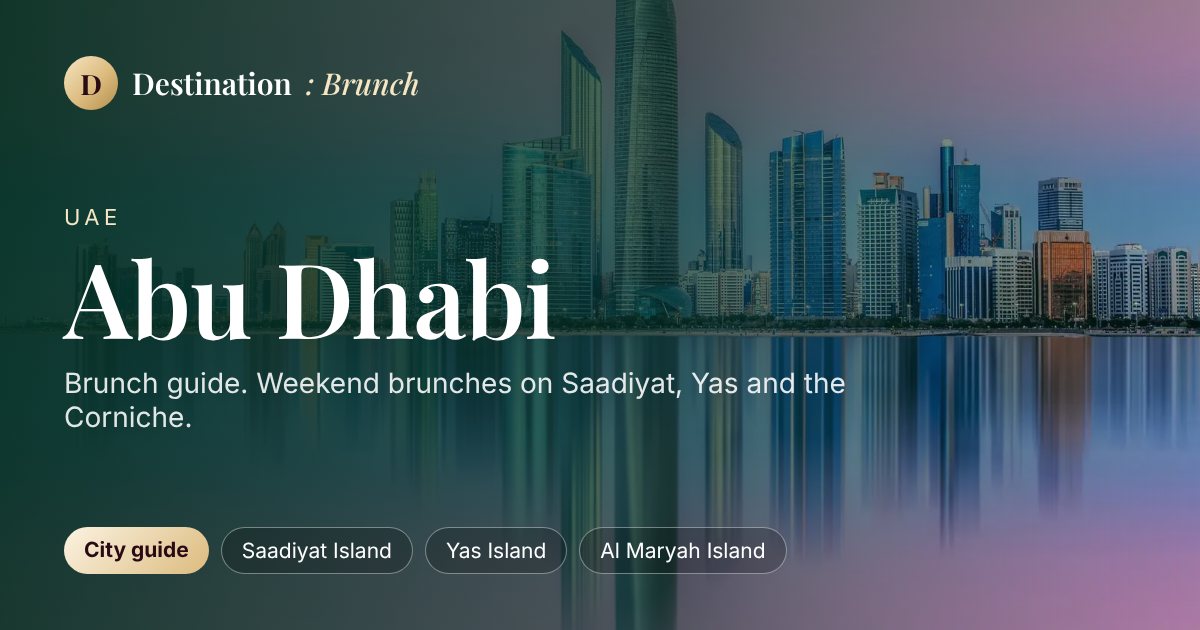 D Destination : Brunch
UAE
Abu Dhabi
Brunch guide. Weekend brunches on Saadiyat, Yas and the
Corniche.
City guide Saadiyat Island Yas Island Al Maryah Island